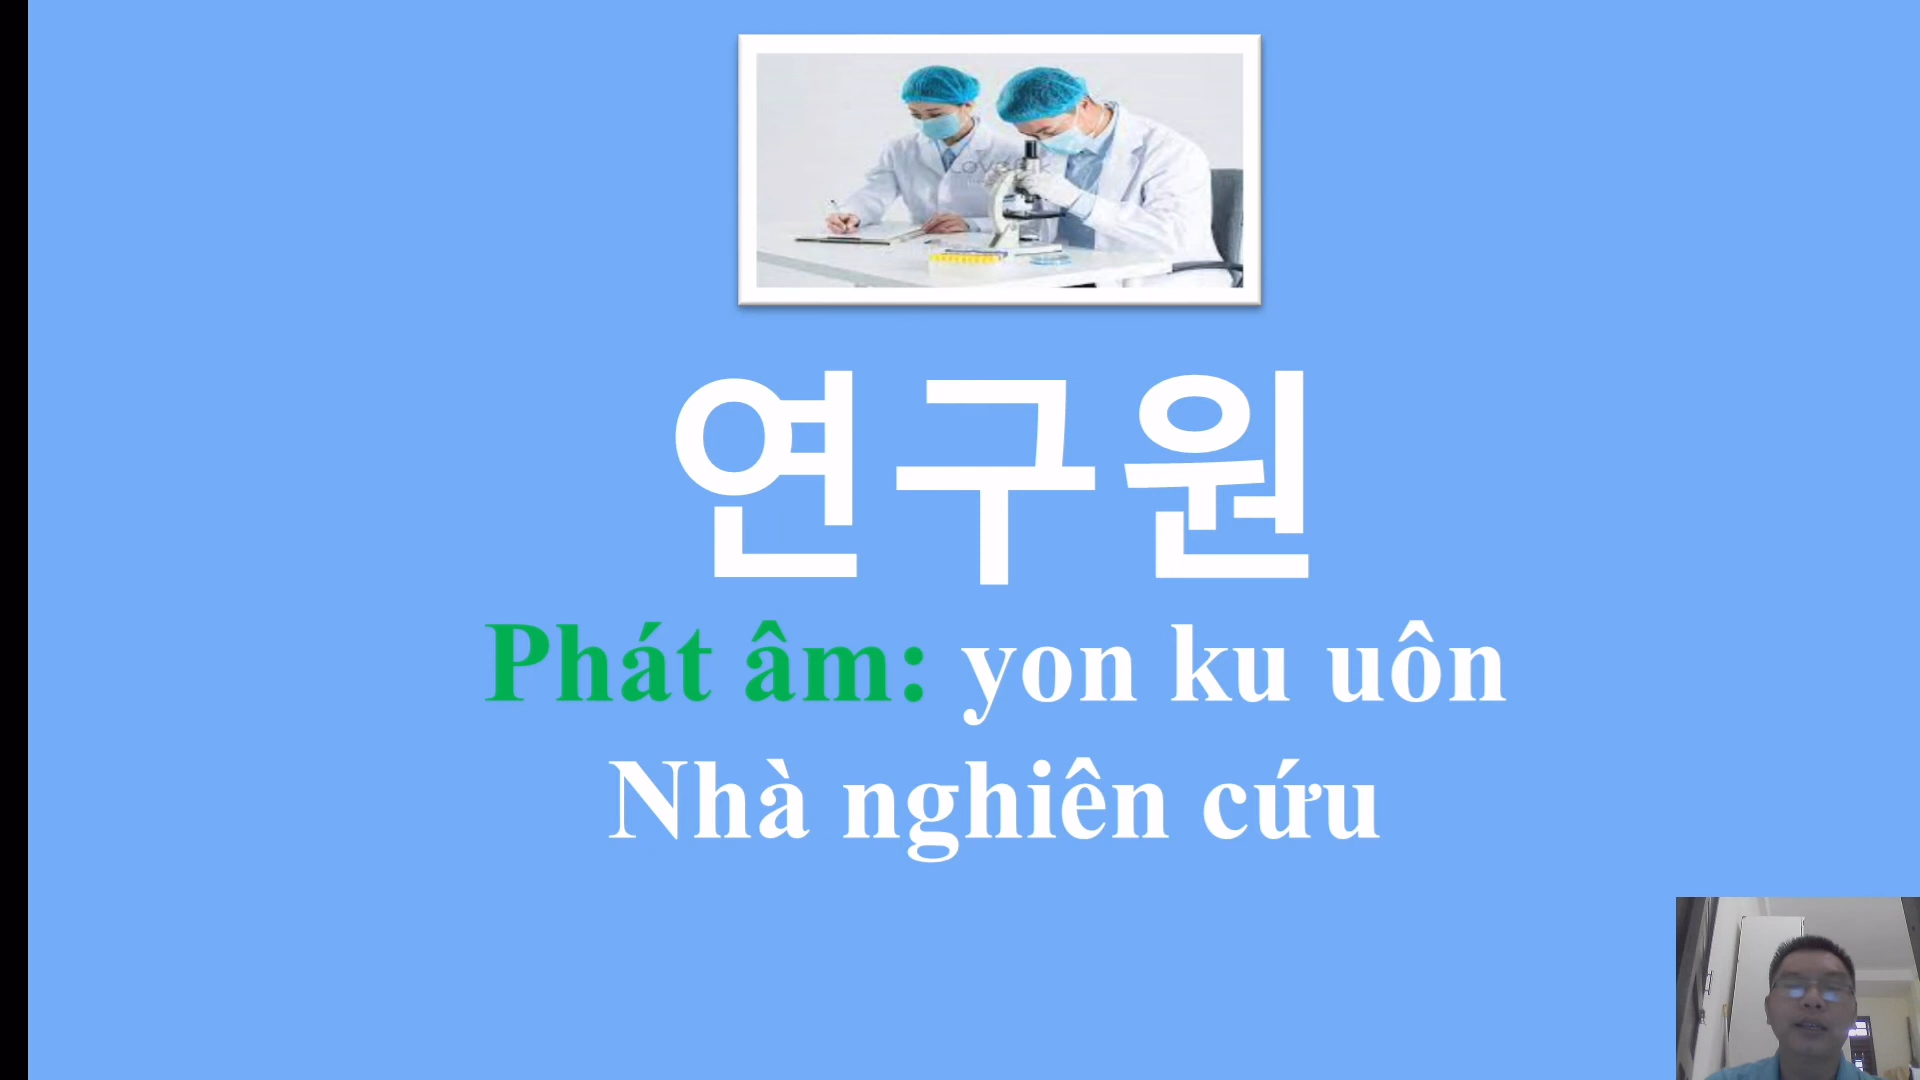 연구원
Phát âm: yon ku uôn
Nhà nghiên cứu